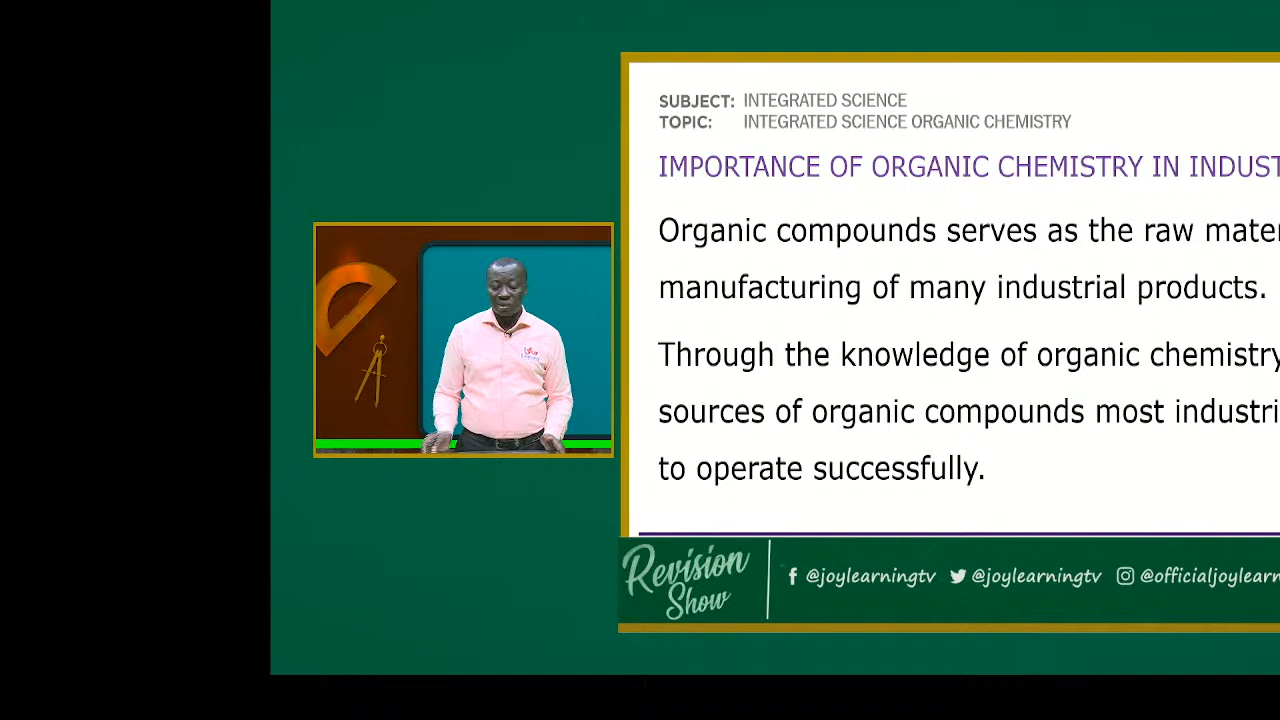 SUBJECT: INTEGRATED SCIENCE
TOPIC: INTEGRATED SCIENCE ORGANIC CHEMISTRY
IMPORTANCE OF ORGANIC CHEMISTRY IN INDUST
Organic compounds serves as the raw mater
manufacturing of many industrial products.
Through the knowledge of organic chemistry
sources of organic compounds most industri
to operate successfully.
Revision
Show
@joylearningtv @joylearningtv @officialjoylearn